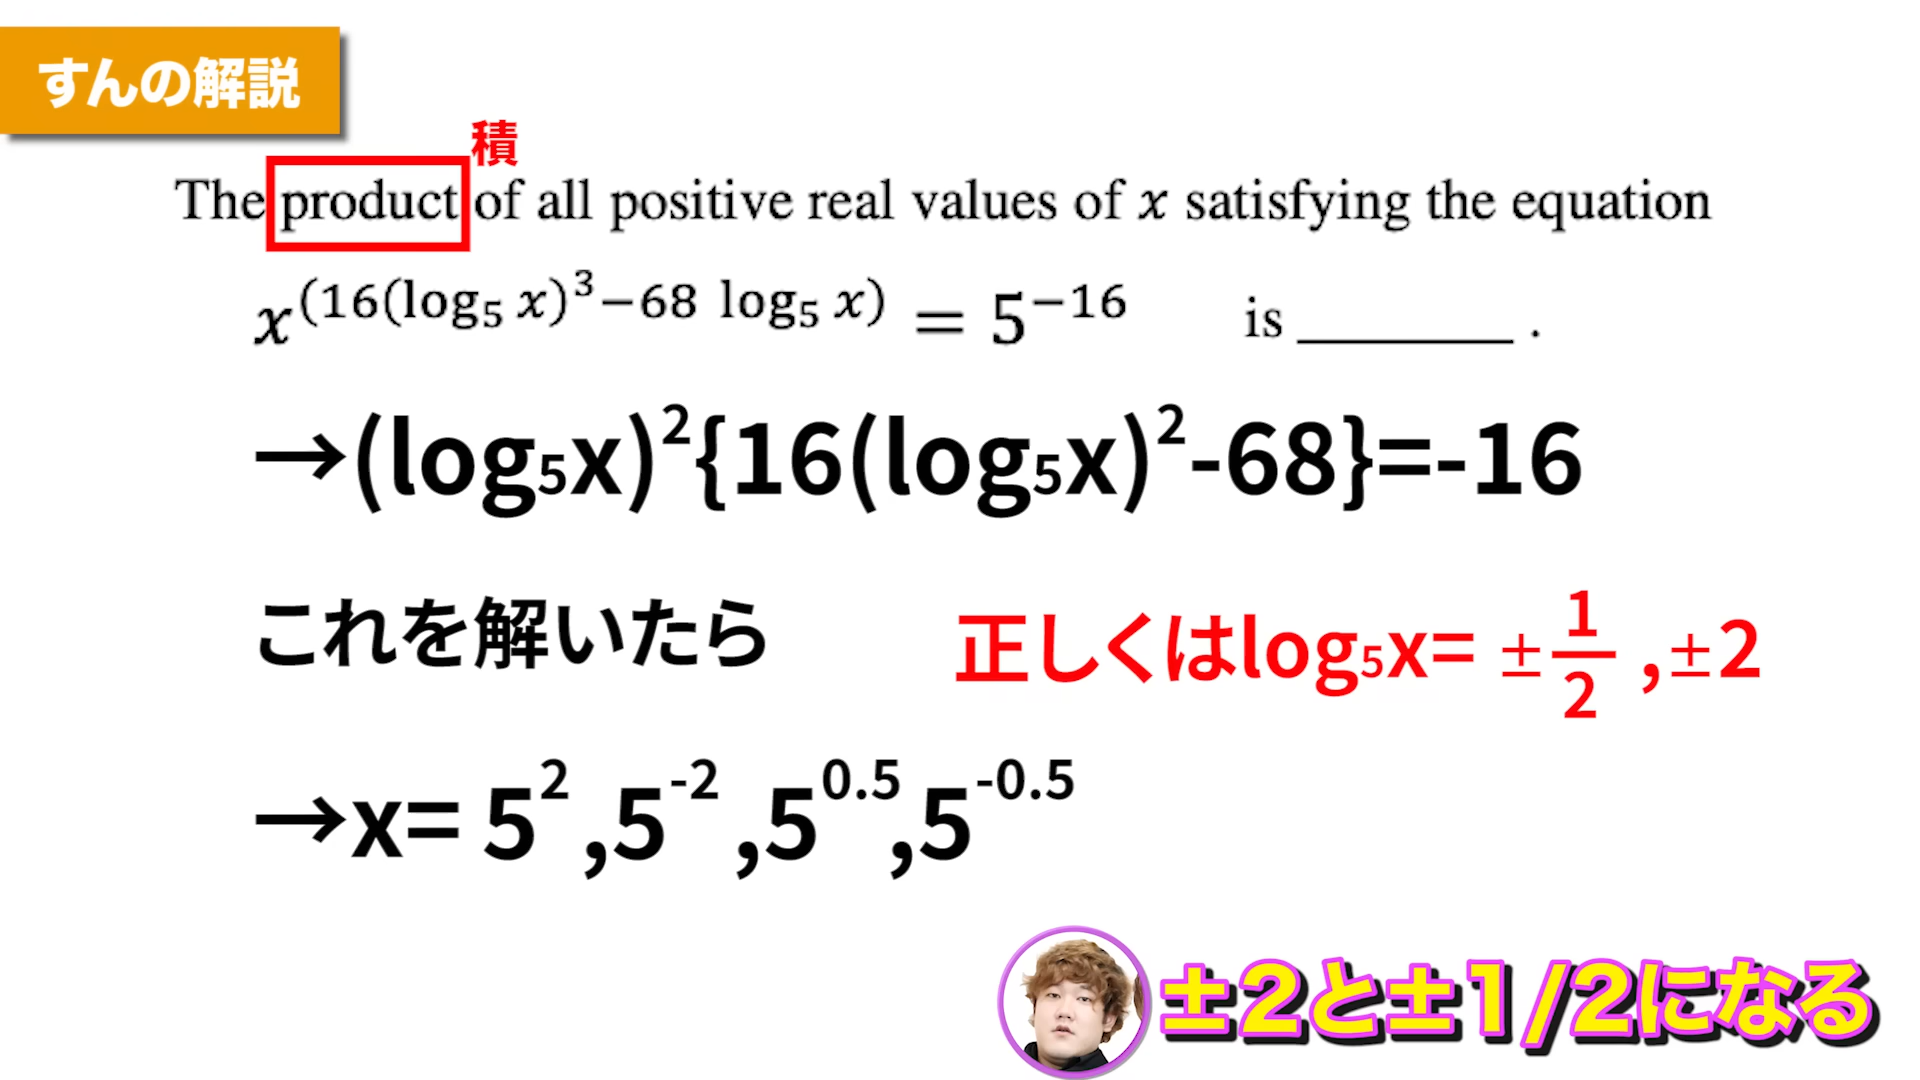 すんの解説
積
The product of all positive real values of x satisfying the equation
x^(16(log₅ x)³−68 log₅ x) = 5^−16 is ________ .
→(log₅x)²{16(log₅x)²-68}=-16
これを解いたら
正しくはlog₅x= ±1/2 ,±2
→x= 5^2 ,5^-2 ,5^0.5 ,5^-0.5
±2と±1/2になる